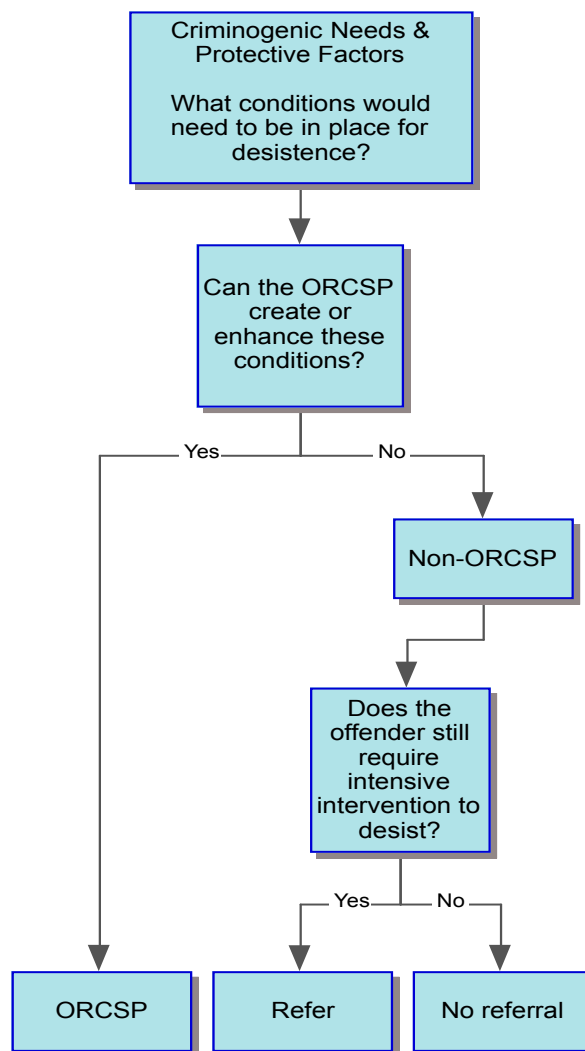 Criminogenic Needs &
Protective Factors
What conditions would
need to be in place for
desistence?
Can the ORCSP
create or
enhance these
conditions?
Yes
No
Non-ORCSP
Does the
offender still
require
intensive
intervention to
desist?
Yes
No
ORCSP
Refer
No referral